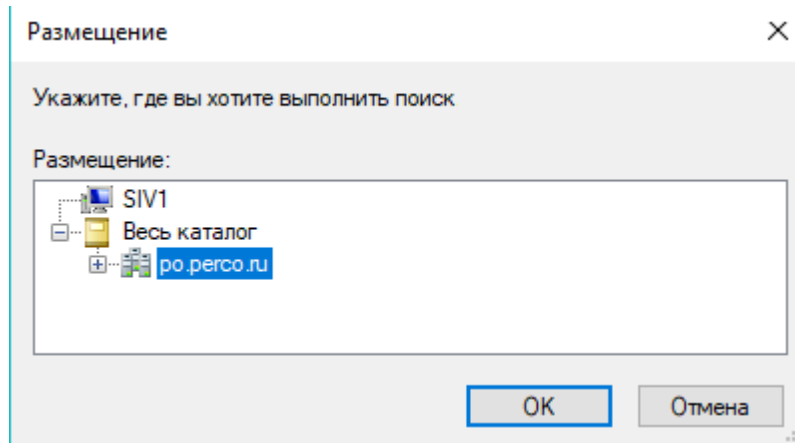 Размещение
Укажите, где вы хотите выполнить поиск
Размещение:
SIV1
Весь каталог
po.perco.ru
OK
Отмена